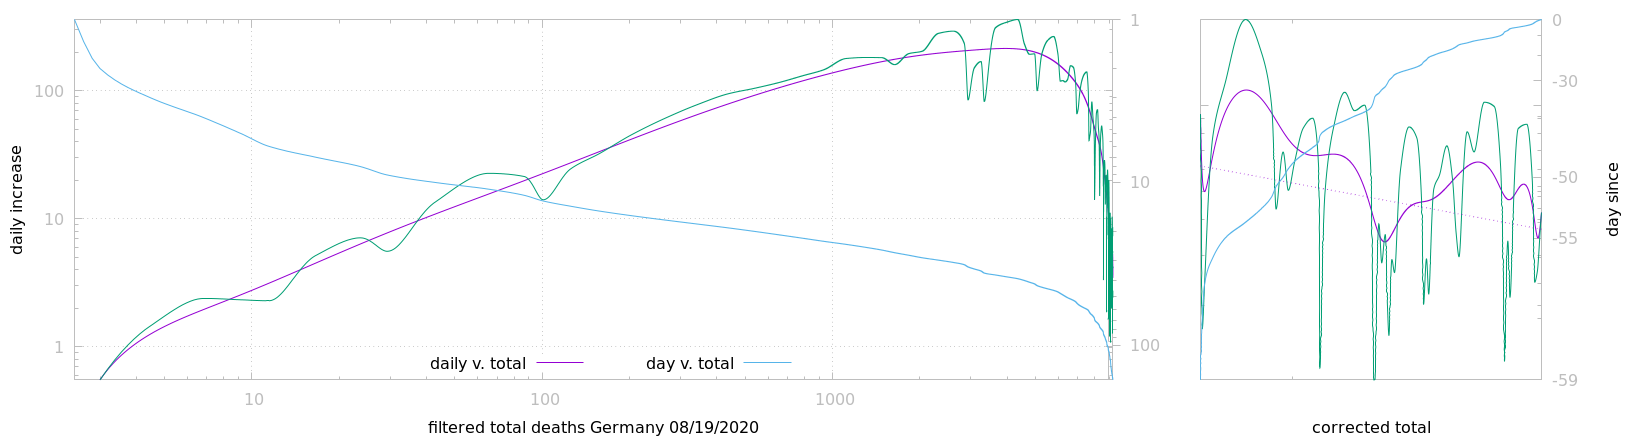 daily increase
100
10
1
10
100
1000
1
10
100
daily v. total
day v. total
filtered total deaths Germany 08/19/2020
0
-30
-50
-55
-59
day since
corrected total